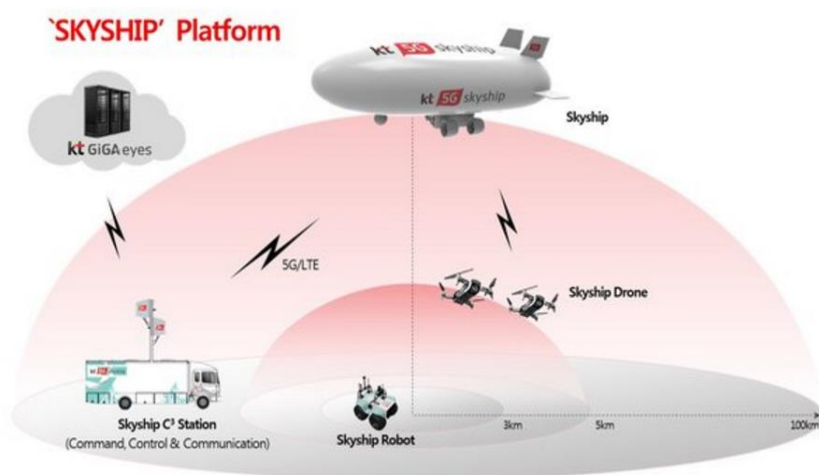 `SKYSHIP' Platform
kt 5G skyship
kt 5G skyship
Skyship
kt GiGA eyes
5G/LTE
Skyship Drone
Skyship C³ Station
(Command, Control & Communication)
Skyship Robot
3km
5km
100km